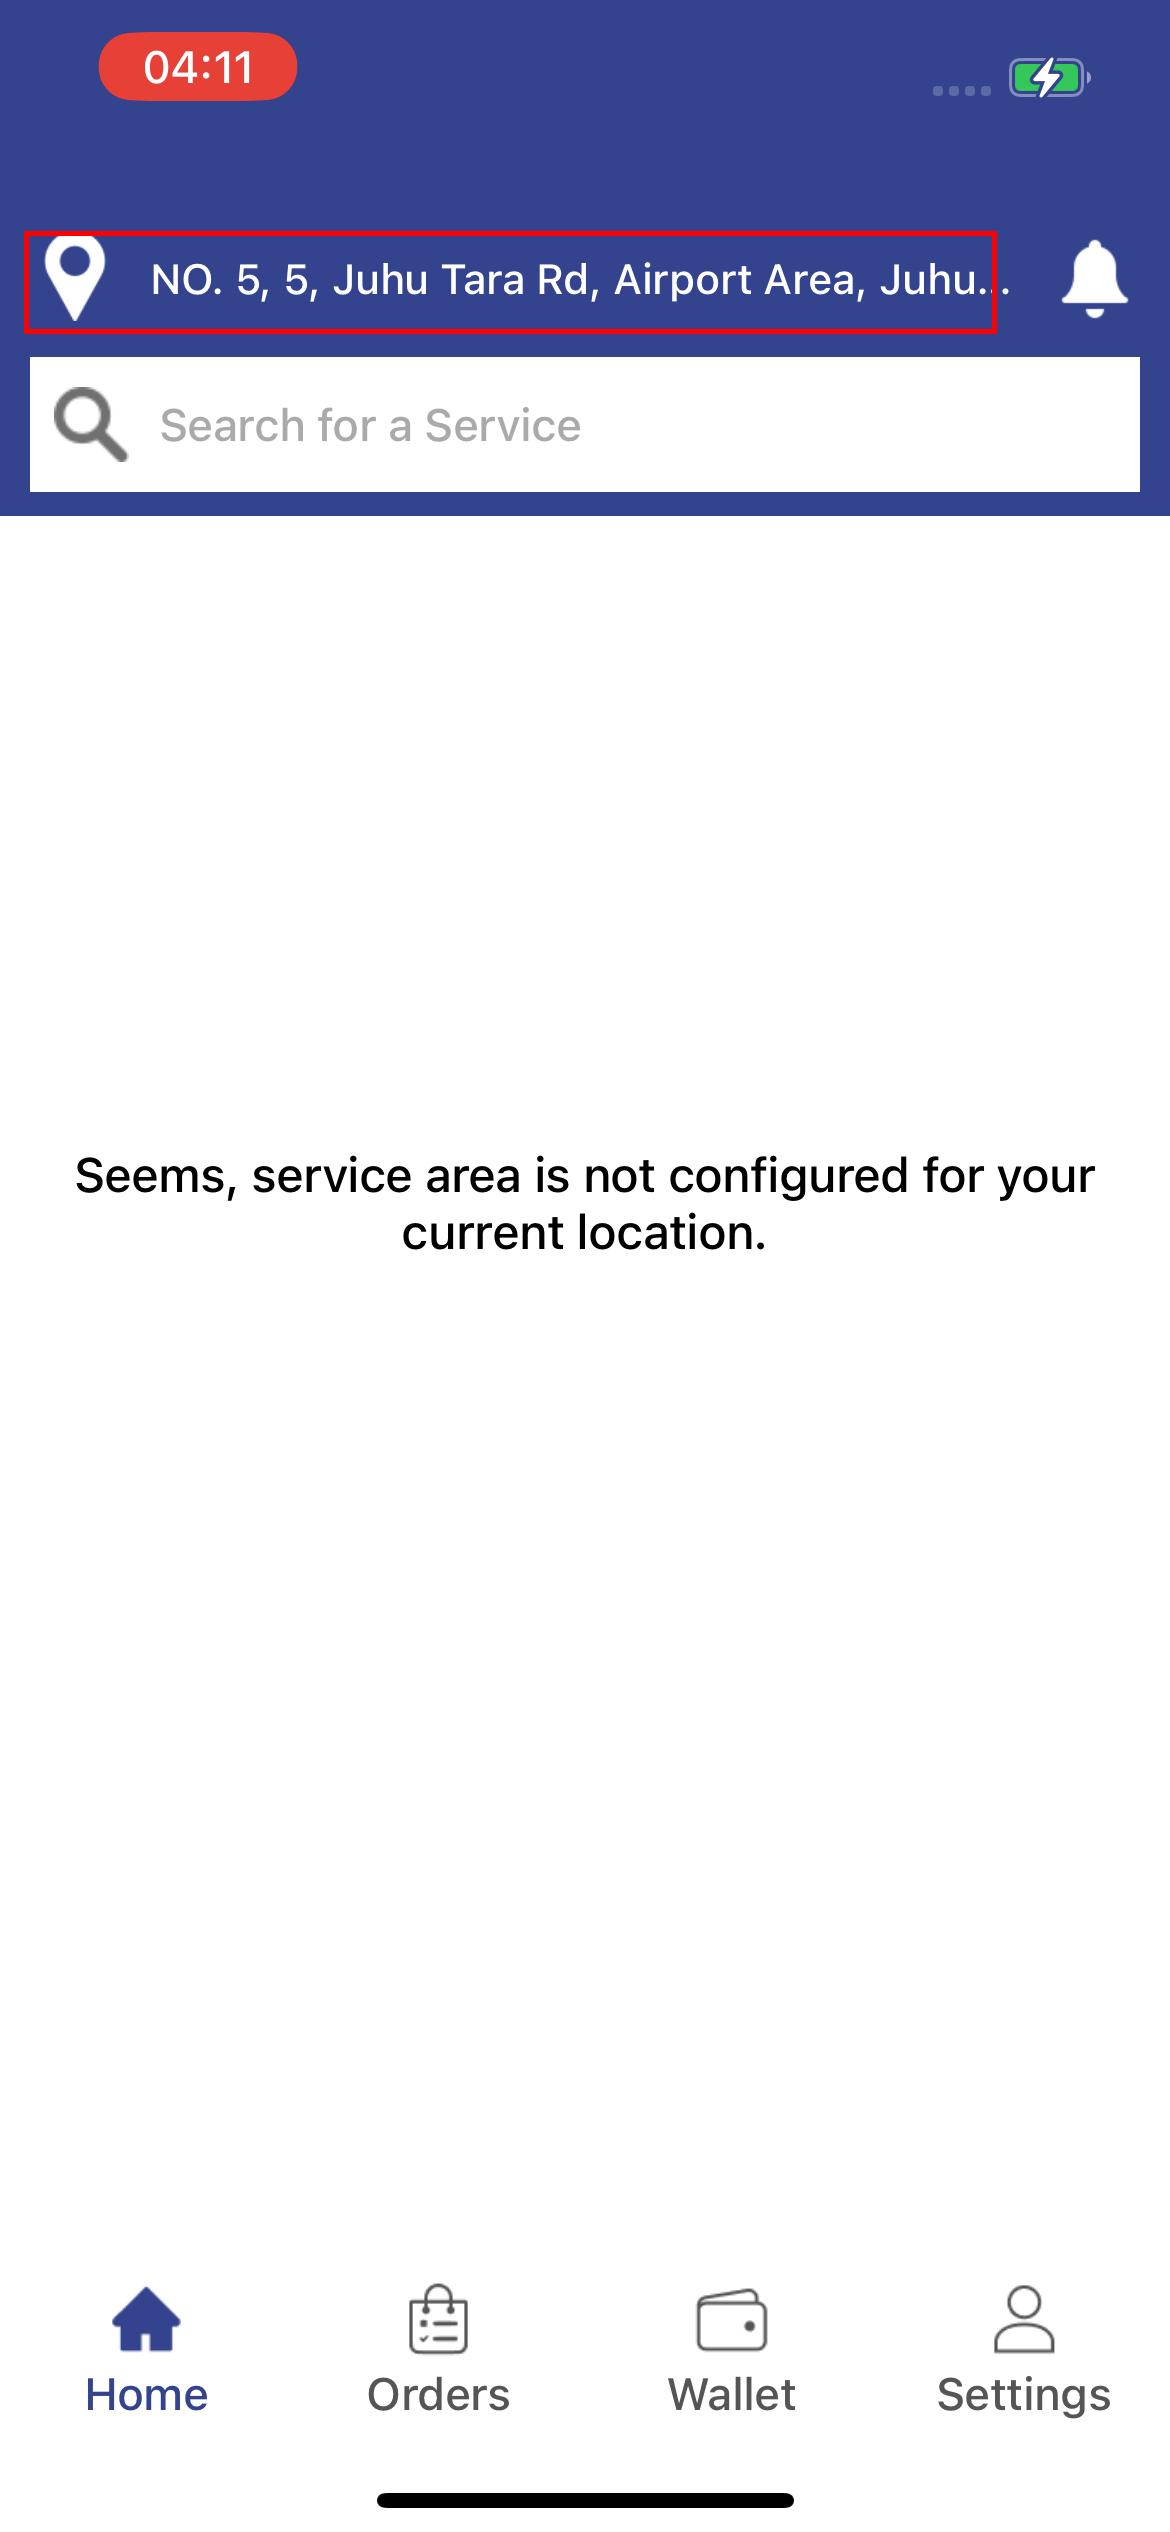 04:11
NO. 5, 5, Juhu Tara Rd, Airport Area, Juhu...
Search for a Service
Seems, service area is not configured for your
current location.
Home
Orders
Wallet
Settings